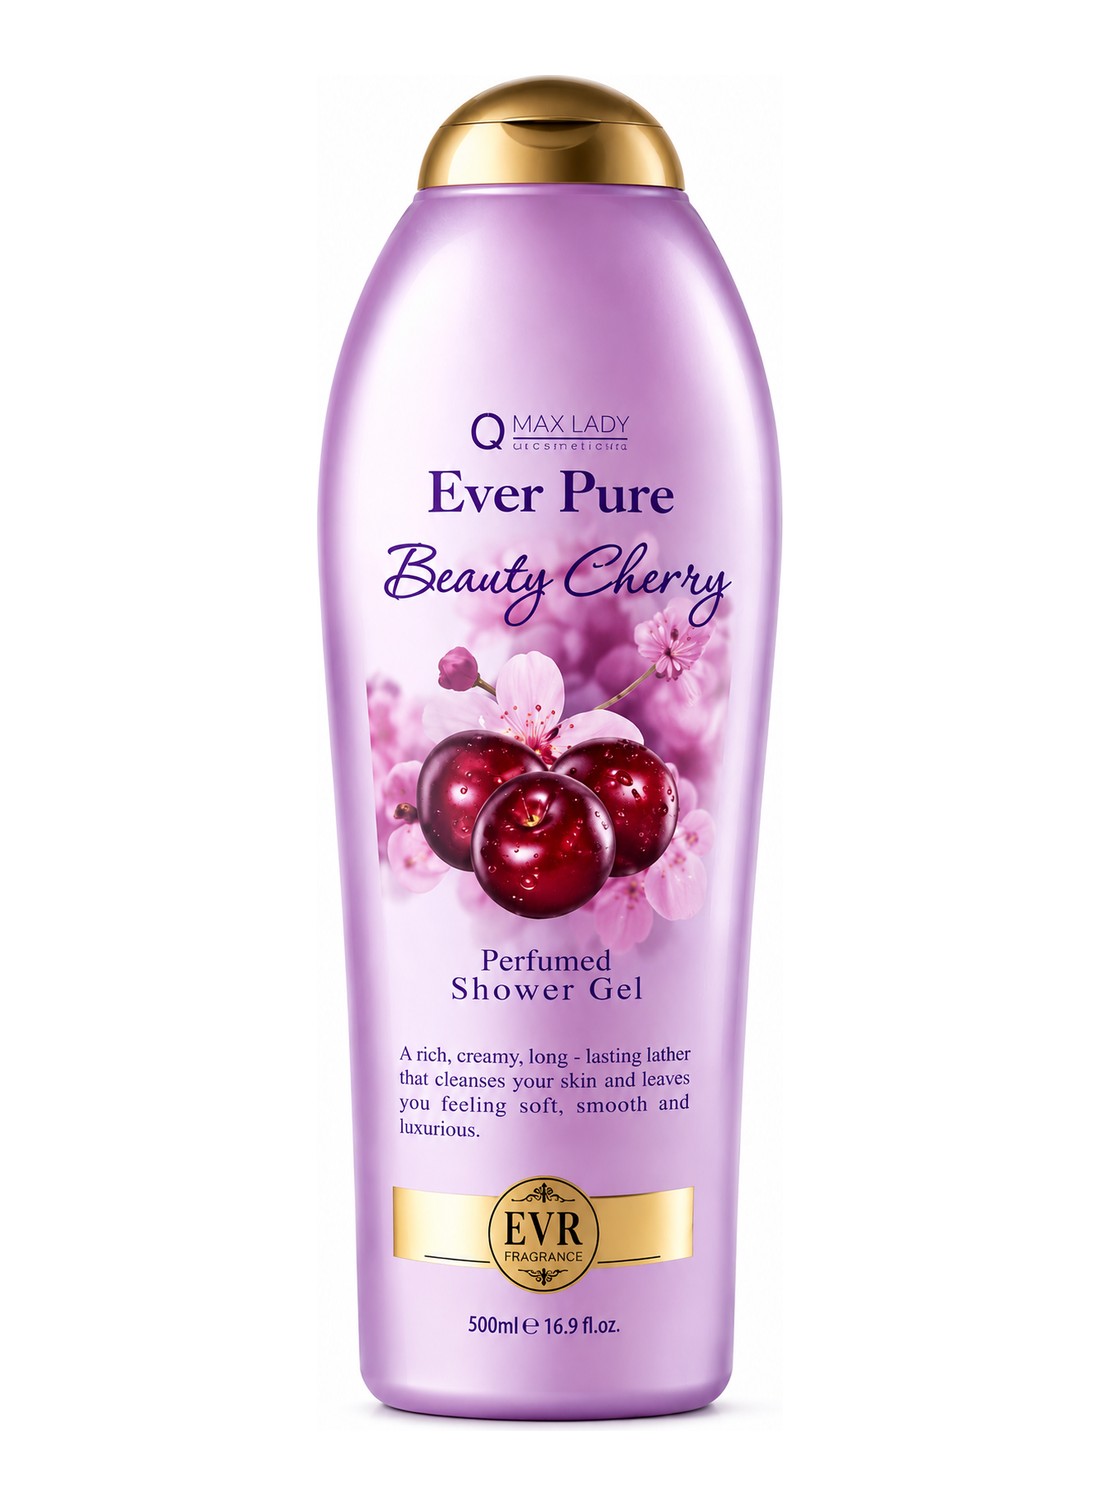 Q MAX LADY
Ever Pure
Beauty Cherry
Perfumed
Shower Gel
A rich, creamy, long - lasting lather
that cleanses your skin and leaves
you feeling soft, smooth and
luxurious.
EVR
FRAGRANCE
500ml ℮ 16.9 fl.oz.